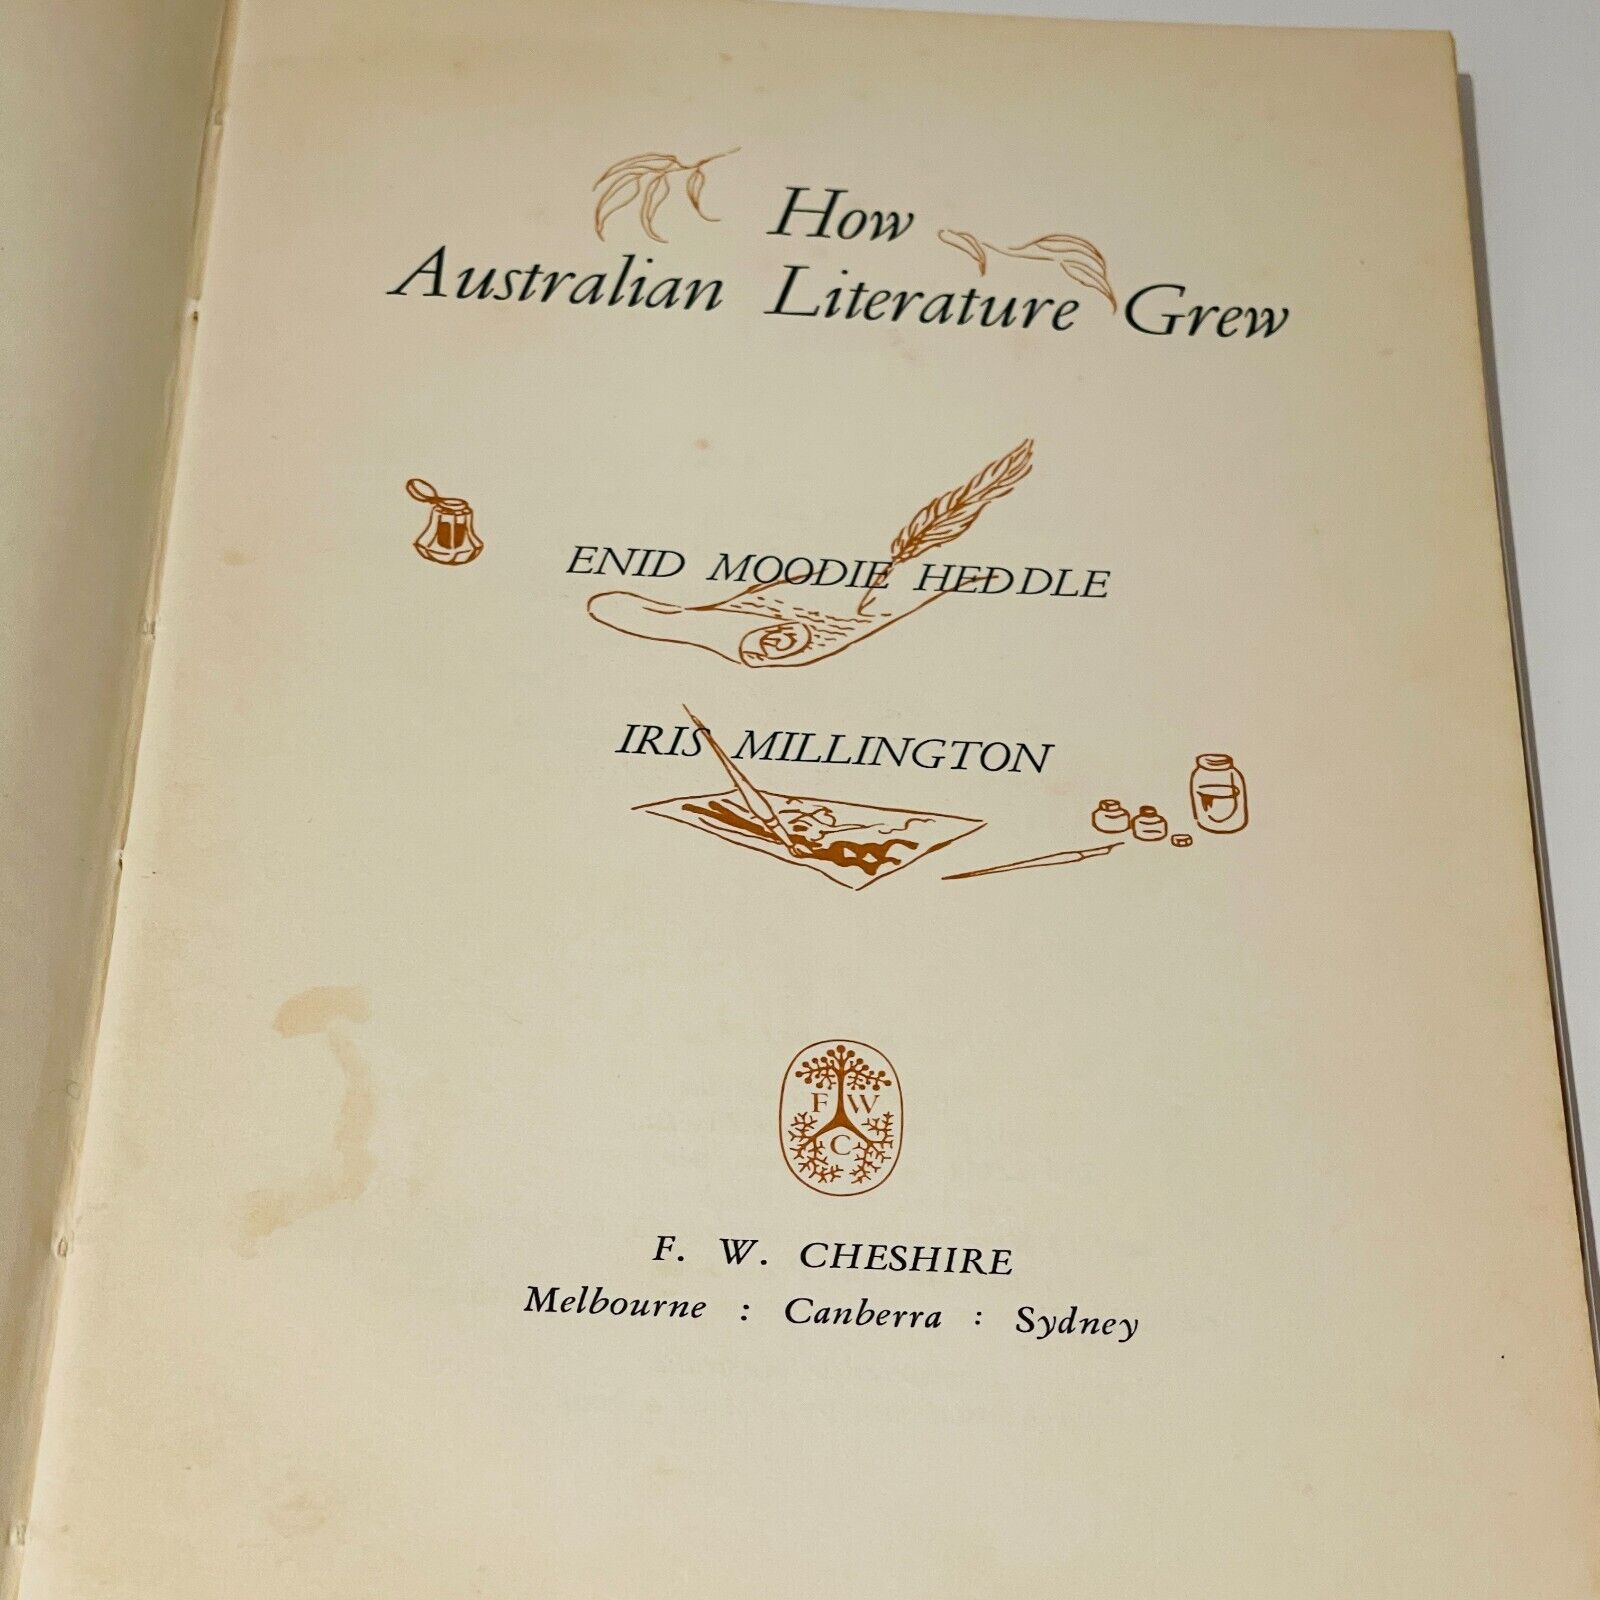 How
Australian Literature Grew
ENID MOODIE HEDDLE
IRIS MILLINGTON
F W
C
F. W. CHESHIRE
Melbourne : Canberra : Sydney